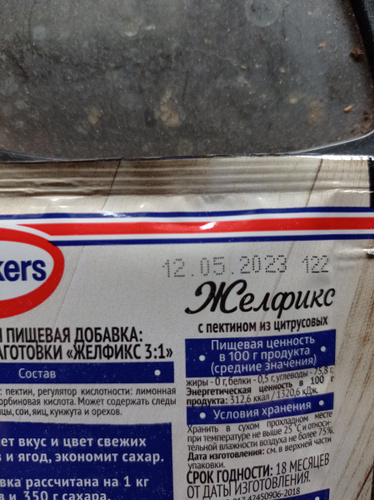 kers
12.05.2023 122
Желфикс
с пектином из цитрусовых
ПИЩЕВАЯ ДОБАВКА:
«ЖЕЛФИКС 3:1»
Состав
: пектин, регулятор кислотности: лимонная
кислота. Может содержать следы
сои, яиц, кунжута и орехов.
ет вкус и цвет свежих
в и ягод, экономит сахар.
вка рассчитана на 1 кг
и 350 г сахара.
Пищевая ценность
в 100 г продукта
(средние значения)
жиры - 0 г, белки - 0,5 г, углеводы - 75,8 г.
Энергетическая ценность в 100 г
продукта: 312,6 ккал / 1320,6 кДж.
Условия хранения
Хранить в сухом прохладном месте
при температуре не выше 25 °С и относи-
тельной влажности воздуха не более 75%.
Дата изготовления: см. в верхней части
упаковки.
СРОК ГОДНОСТИ: 18 МЕСЯЦЕВ
ОТ ДАТЫ ИЗГОТОВЛЕНИЯ.